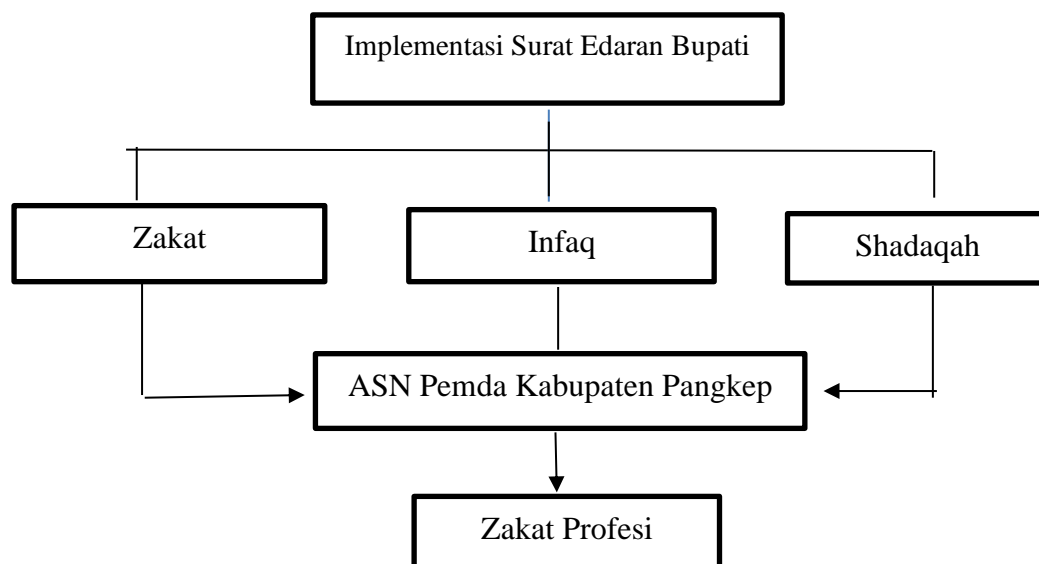 Implementasi Surat Edaran Bupati
Zakat
Infaq
Shadaqah
ASN Pemda Kabupaten Pangkep
Zakat Profesi